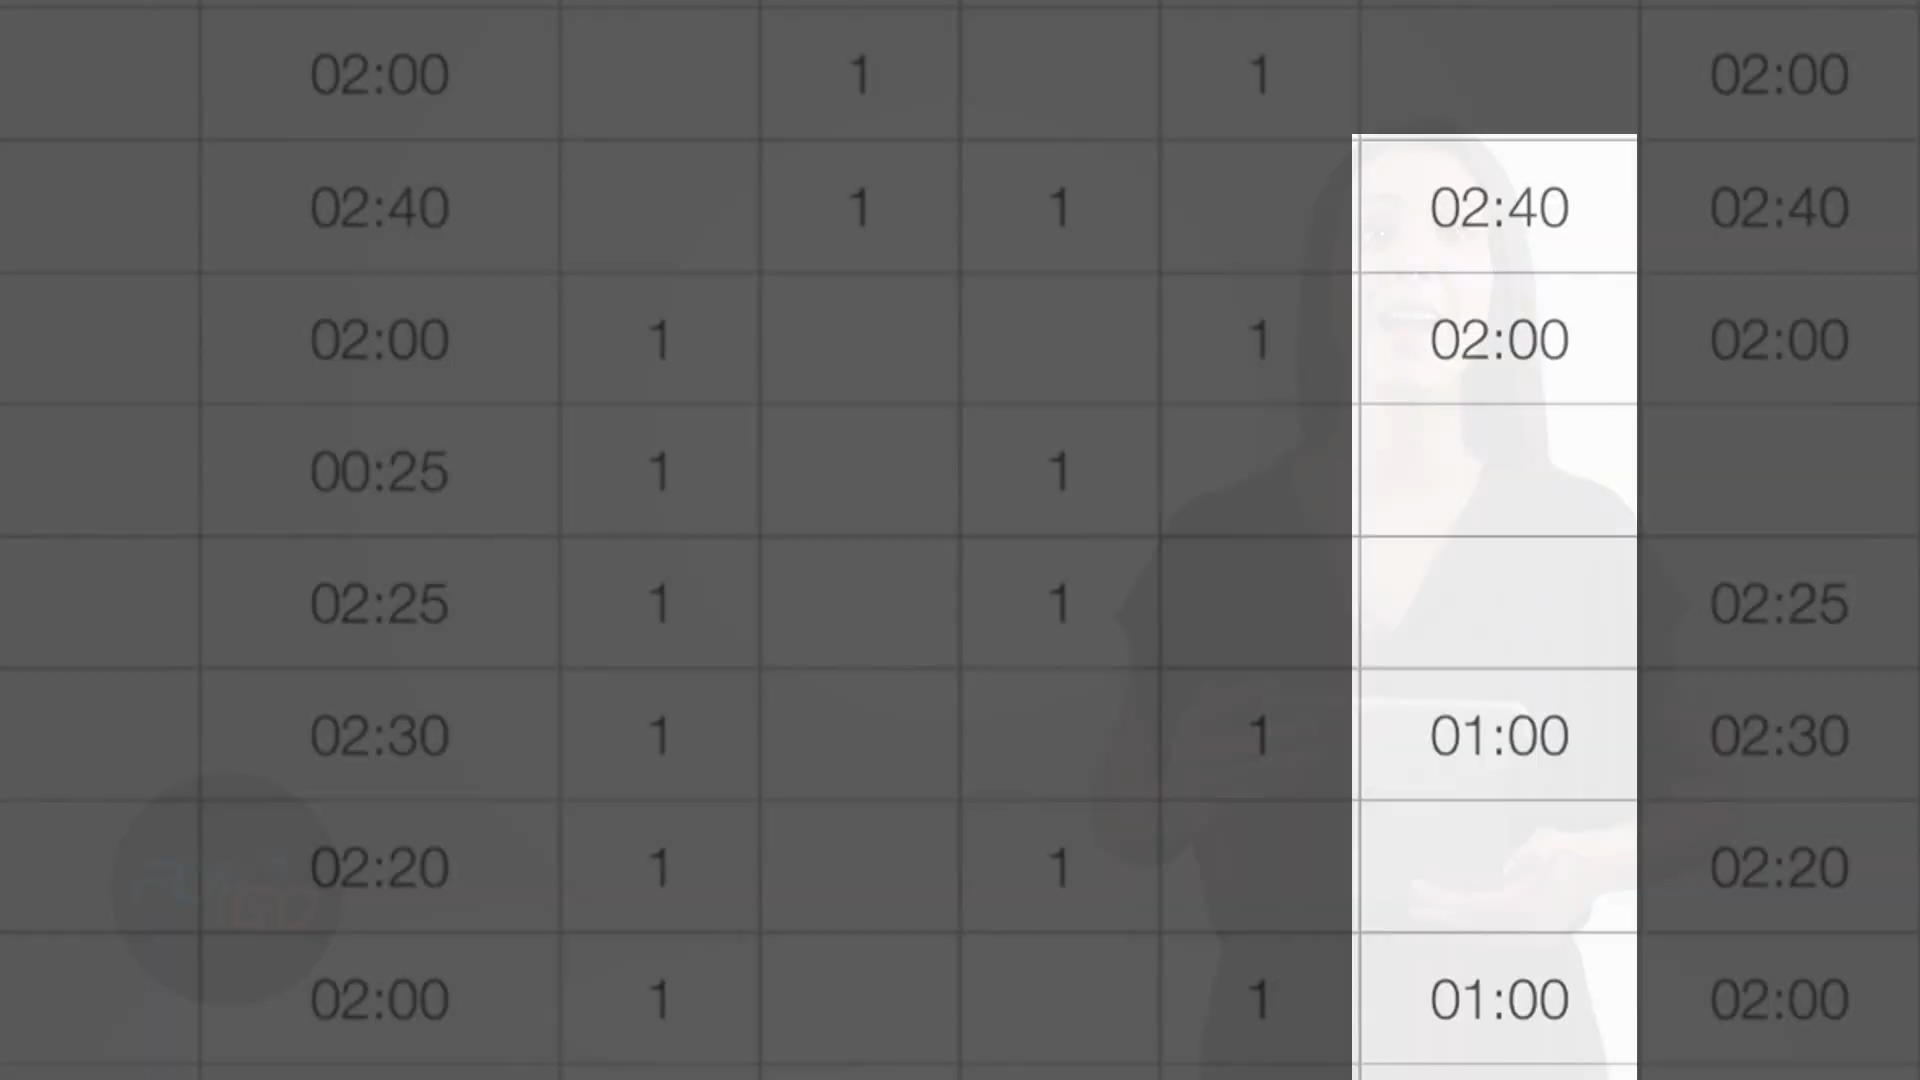 02:00 1 1 02:00
02:40 1 1 02:40 02:40
02:00 1 1 02:00 02:00
00:25 1 1
02:25 1 1 02:25
02:30 1 1 01:00 02:30
02:20 1 1 02:20
02:00 1 1 01:00 02:00